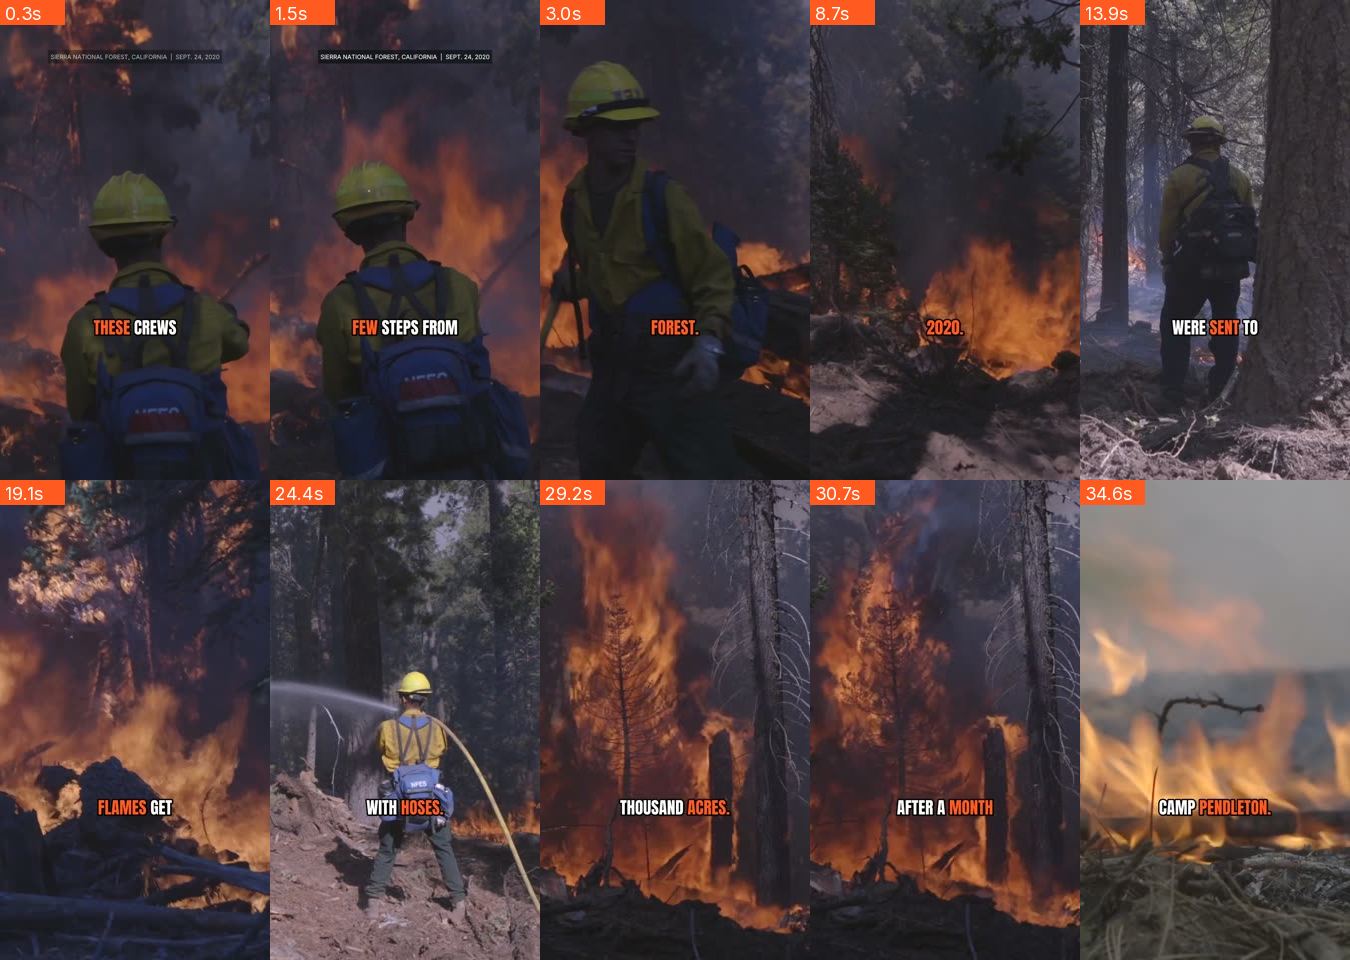 0.3s
SIERRA NATIONAL FOREST, CALIFORNIA | SEPT. 24, 2020
THESE CREWS
1.5s
SIERRA NATIONAL FOREST, CALIFORNIA | SEPT. 24, 2020
FEW STEPS FROM
NFES
3.0s
FOREST.
8.7s
2020.
13.9s
WERE SENT TO
19.1s
FLAMES GET
24.4s
WITH HOSES.
NFES
29.2s
THOUSAND ACRES.
30.7s
AFTER A MONTH
34.6s
CAMP PENDLETON.